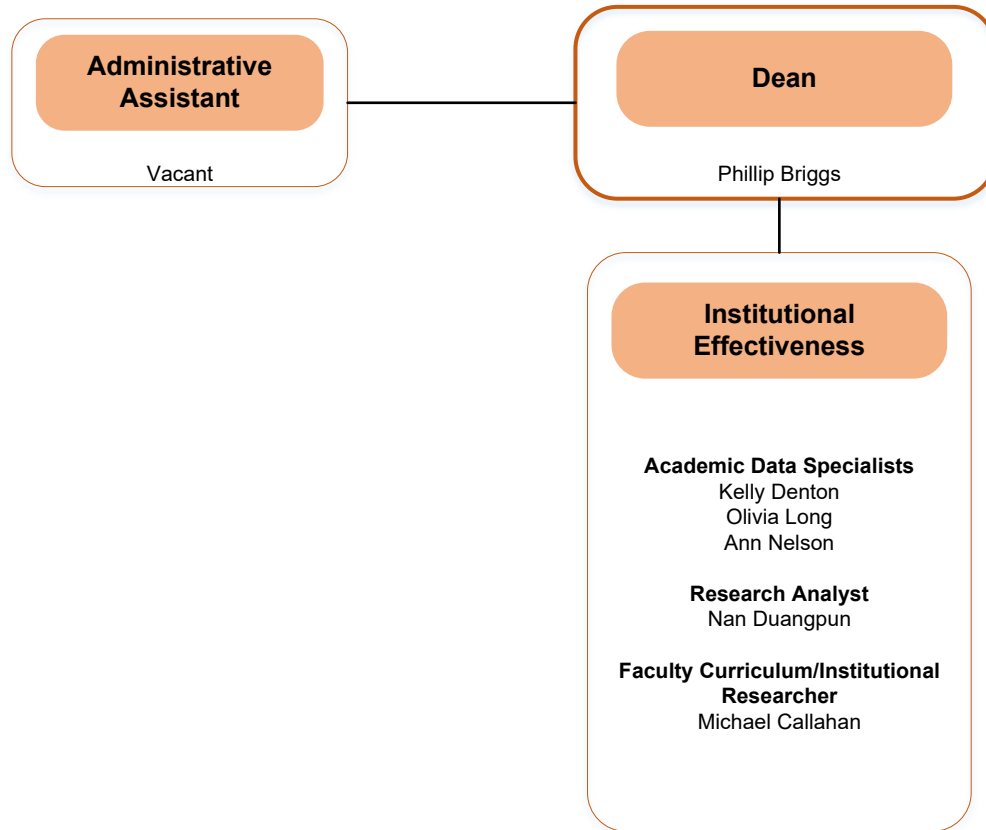 Administrative
Assistant
Vacant
Dean
Phillip Briggs
Institutional
Effectiveness
Academic Data Specialists
Kelly Denton
Olivia Long
Ann Nelson
Research Analyst
Nan Duangpun
Faculty Curriculum/Institutional
Researcher
Michael Callahan